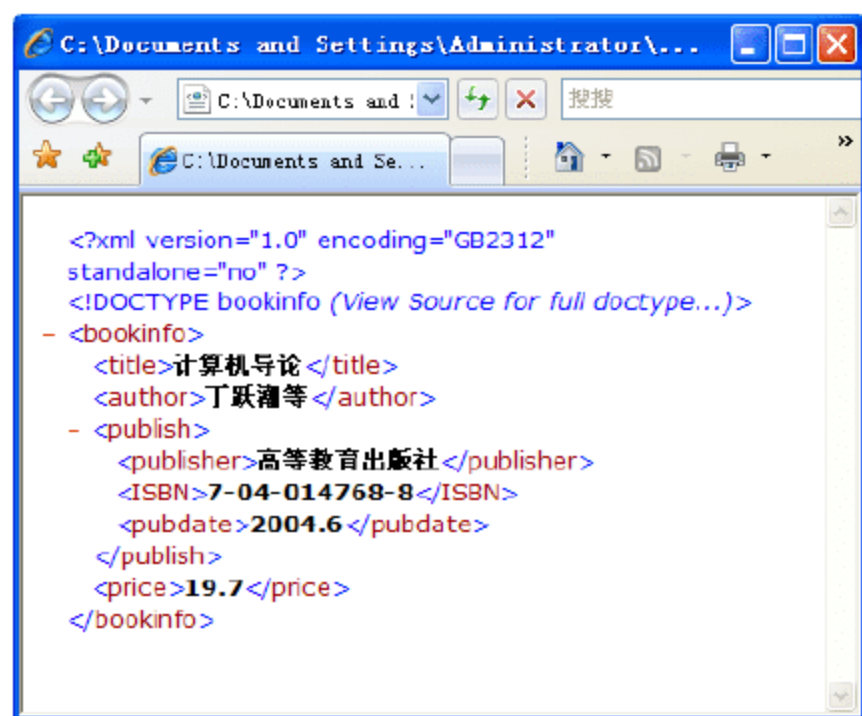 C:\Documents and Settings\Administrator\...
C:\Documents and S
搜搜
C:\Documents and Se...
»
<?xml version="1.0" encoding="GB2312"
standalone="no" ?>
<!DOCTYPE bookinfo (View Source for full doctype...)>
– <bookinfo>
<title>计算机导论</title>
<author>丁跃潮等</author>
– <publish>
<publisher>高等教育出版社</publisher>
<ISBN>7-04-014768-8</ISBN>
<pubdate>2004.6</pubdate>
</publish>
<price>19.7</price>
</bookinfo>